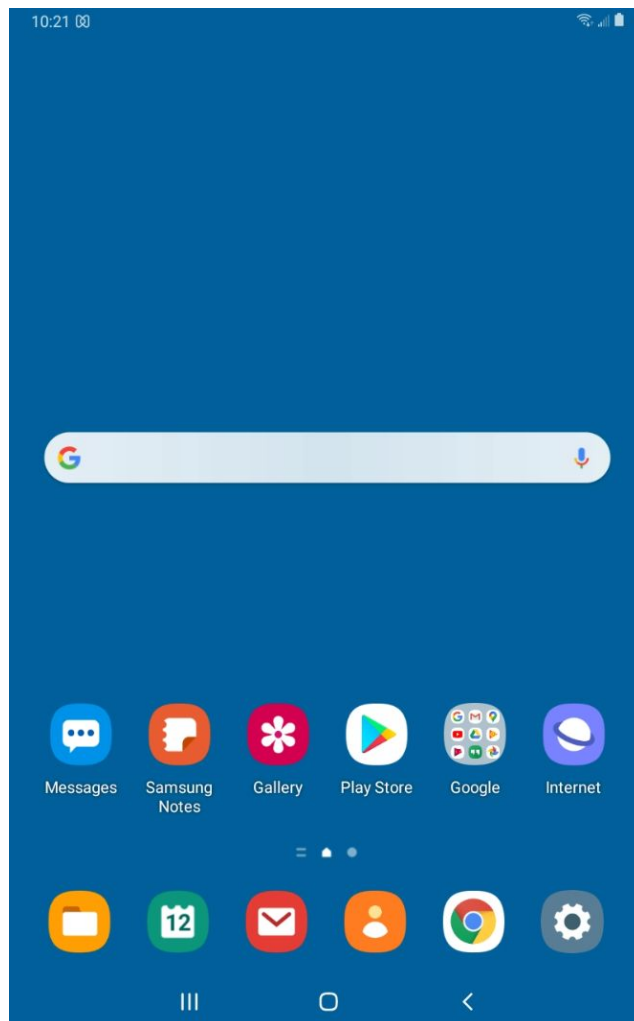 10:21
G
Messages
Samsung
Notes
Gallery
Play Store
Google
Internet
12